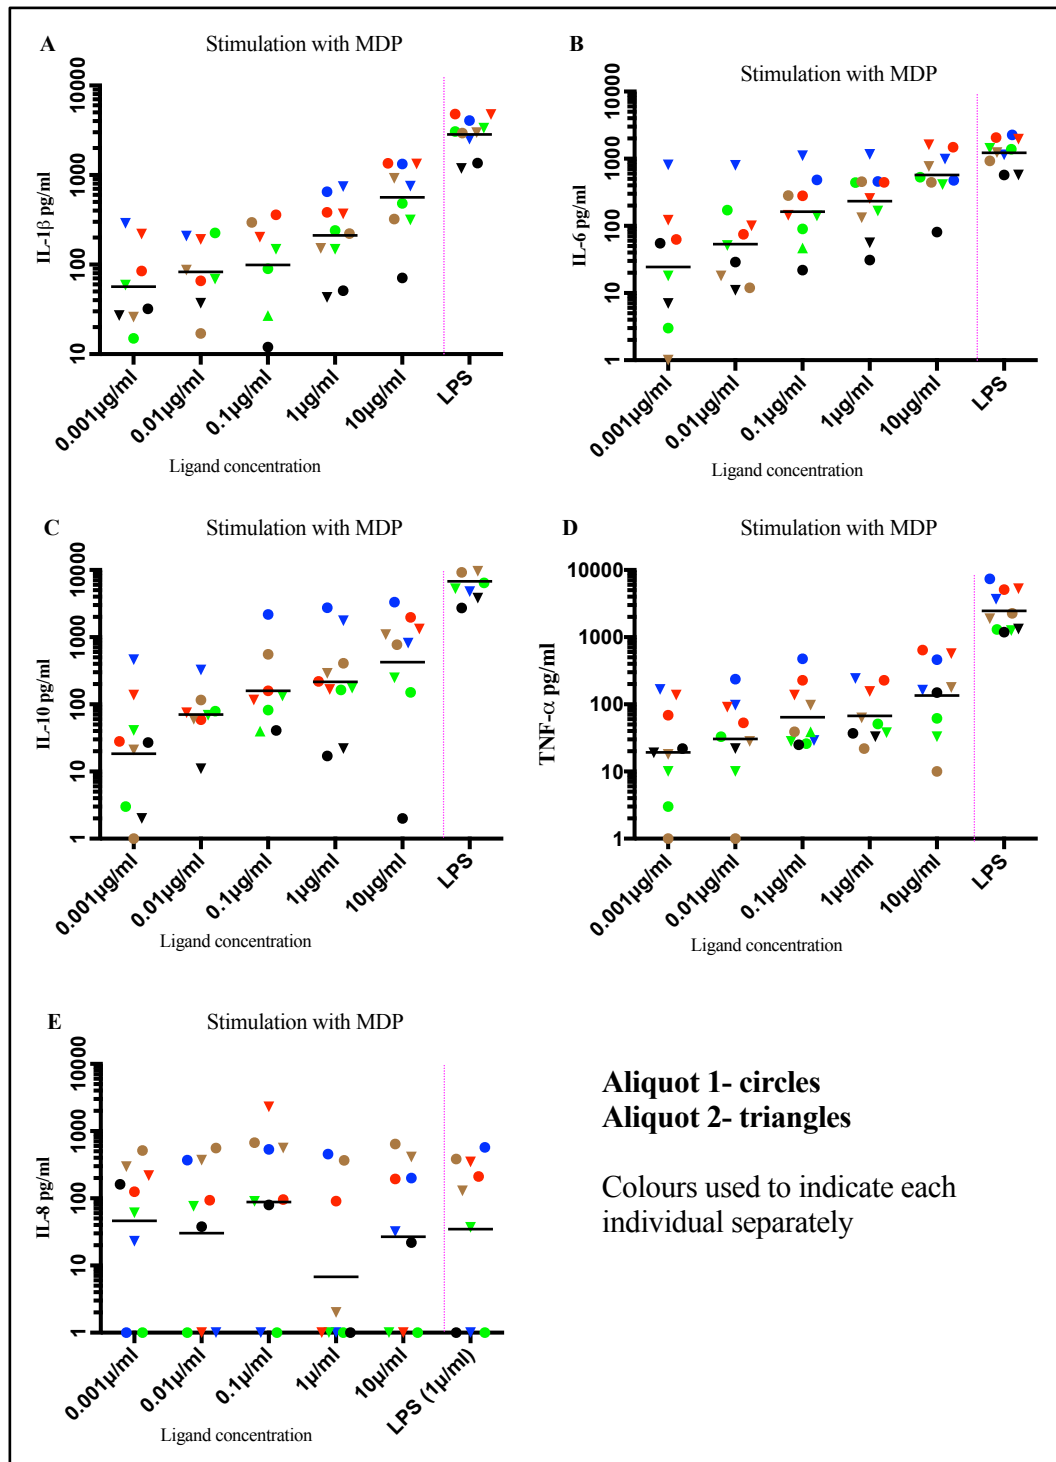 A
Stimulation with MDP
IL-1β pg/ml
10000
1000
100
10
0.001µg/ml
0.01µg/ml
0.1µg/ml
1µg/ml
10µg/ml
LPS
Ligand concentration
B
Stimulation with MDP
IL-6 pg/ml
10000
1000
100
10
1
0.001µg/ml
0.01µg/ml
0.1µg/ml
1µg/ml
10µg/ml
LPS
Ligand concentration
C
Stimulation with MDP
IL-10 pg/ml
10000
1000
100
10
1
0.001µg/ml
0.01µg/ml
0.1µg/ml
1µg/ml
10µg/ml
LPS
Ligand concentration
D
Stimulation with MDP
TNF-α pg/ml
10000
1000
100
10
1
0.001µg/ml
0.01µg/ml
0.1µg/ml
1µg/ml
10µg/ml
LPS
Ligand concentration
E
Stimulation with MDP
IL-8 pg/ml
10000
1000
100
10
1
0.001µ/ml
0.01µ/ml
0.1µ/ml
1µ/ml
10µ/ml
LPS (1µ/ml)
Ligand concentration
Aliquot 1- circles
Aliquot 2- triangles
Colours used to indicate each
individual separately